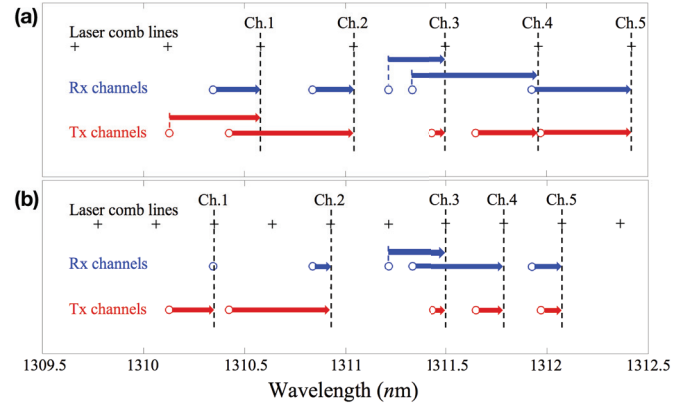 (a)
Laser comb lines
Ch.1 Ch.2 Ch.3 Ch.4 Ch.5
Rx channels
Tx channels
(b)
Laser comb lines
Ch.1 Ch.2 Ch.3 Ch.4 Ch.5
Rx channels
Tx channels
1309.5 1310 1310.5 1311 1311.5 1312 1312.5
Wavelength (nm)